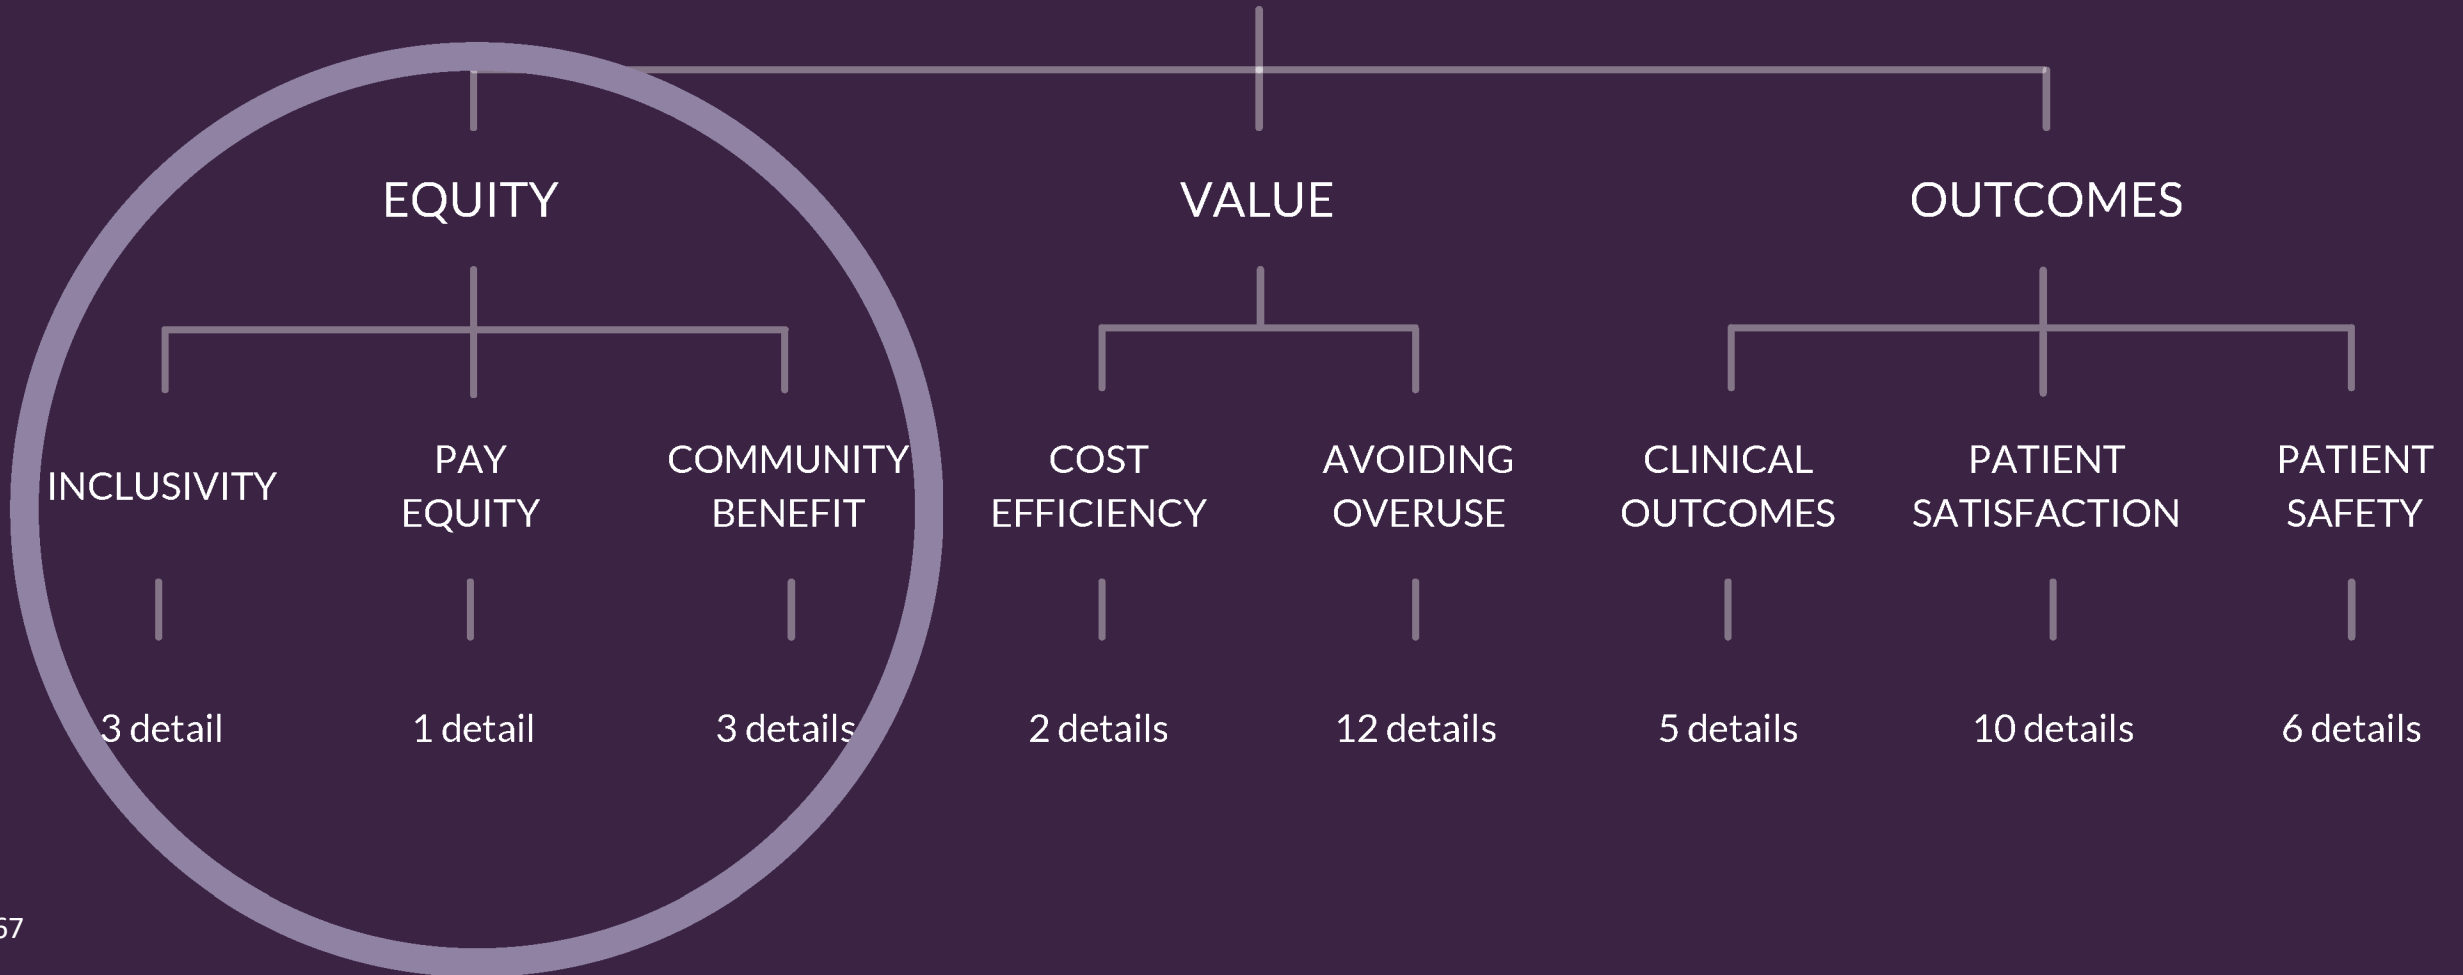 EQUITY
VALUE
OUTCOMES
INCLUSIVITY
PAY
EQUITY
COMMUNITY
BENEFIT
COST
EFFICIENCY
AVOIDING
OVERUSE
CLINICAL
OUTCOMES
PATIENT
SATISFACTION
PATIENT
SAFETY
3 detail
1 detail
3 details
2 details
12 details
5 details
10 details
6 details
67